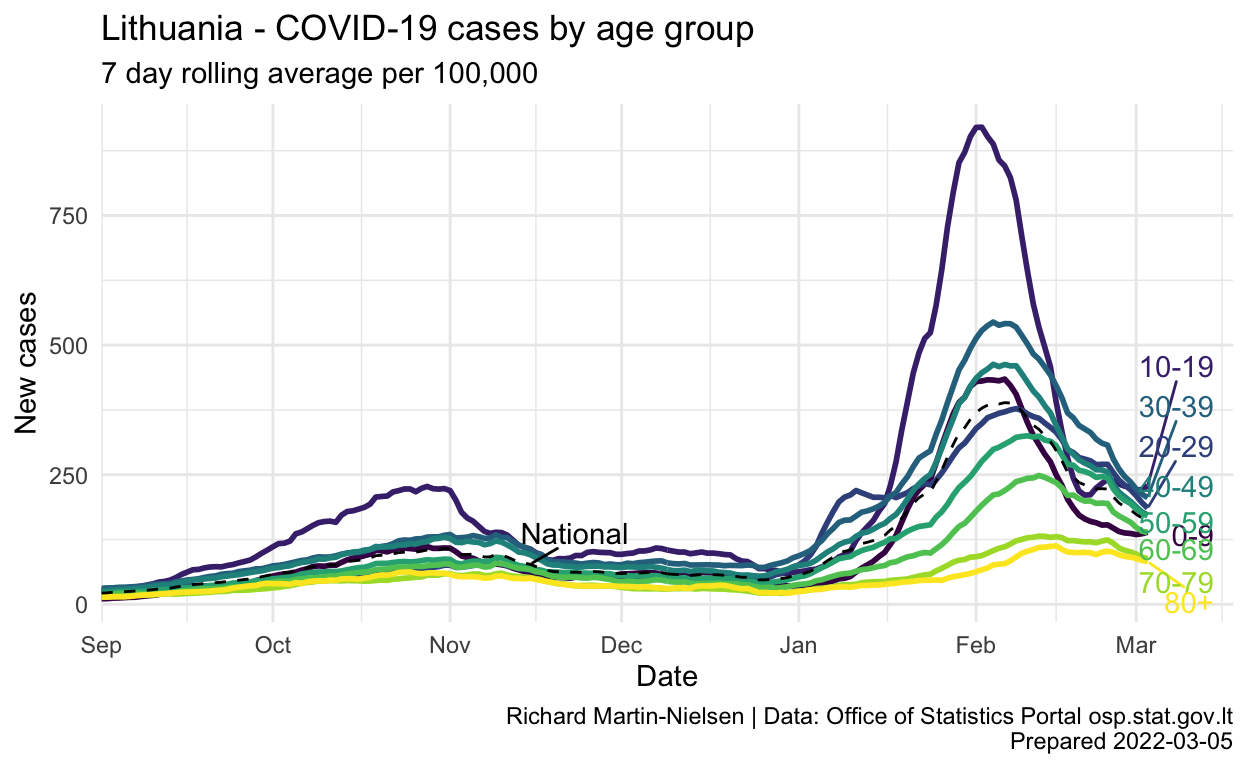 Lithuania - COVID-19 cases by age group
7 day rolling average per 100,000
New cases
750
500
250
0
National
10-19
30-39
20-29
40-49
50-59
0-9
60-69
70-79
80+
Sep Oct Nov Dec Jan Feb Mar
Date
Richard Martin-Nielsen | Data: Office of Statistics Portal osp.stat.gov.lt
Prepared 2022-03-05